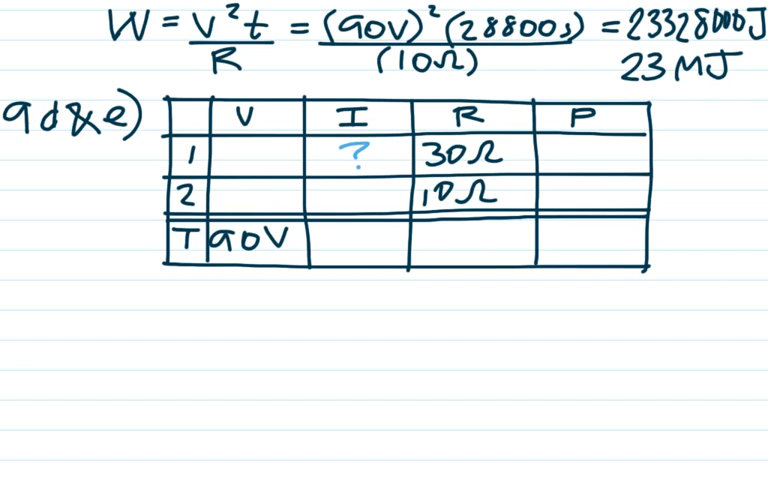 W = V²t / R = (90V)²(28800s) / (10Ω) = 23328000J
23 MJ
9d&e)
V I R P
1 ? 30Ω
2 10Ω
T 90V